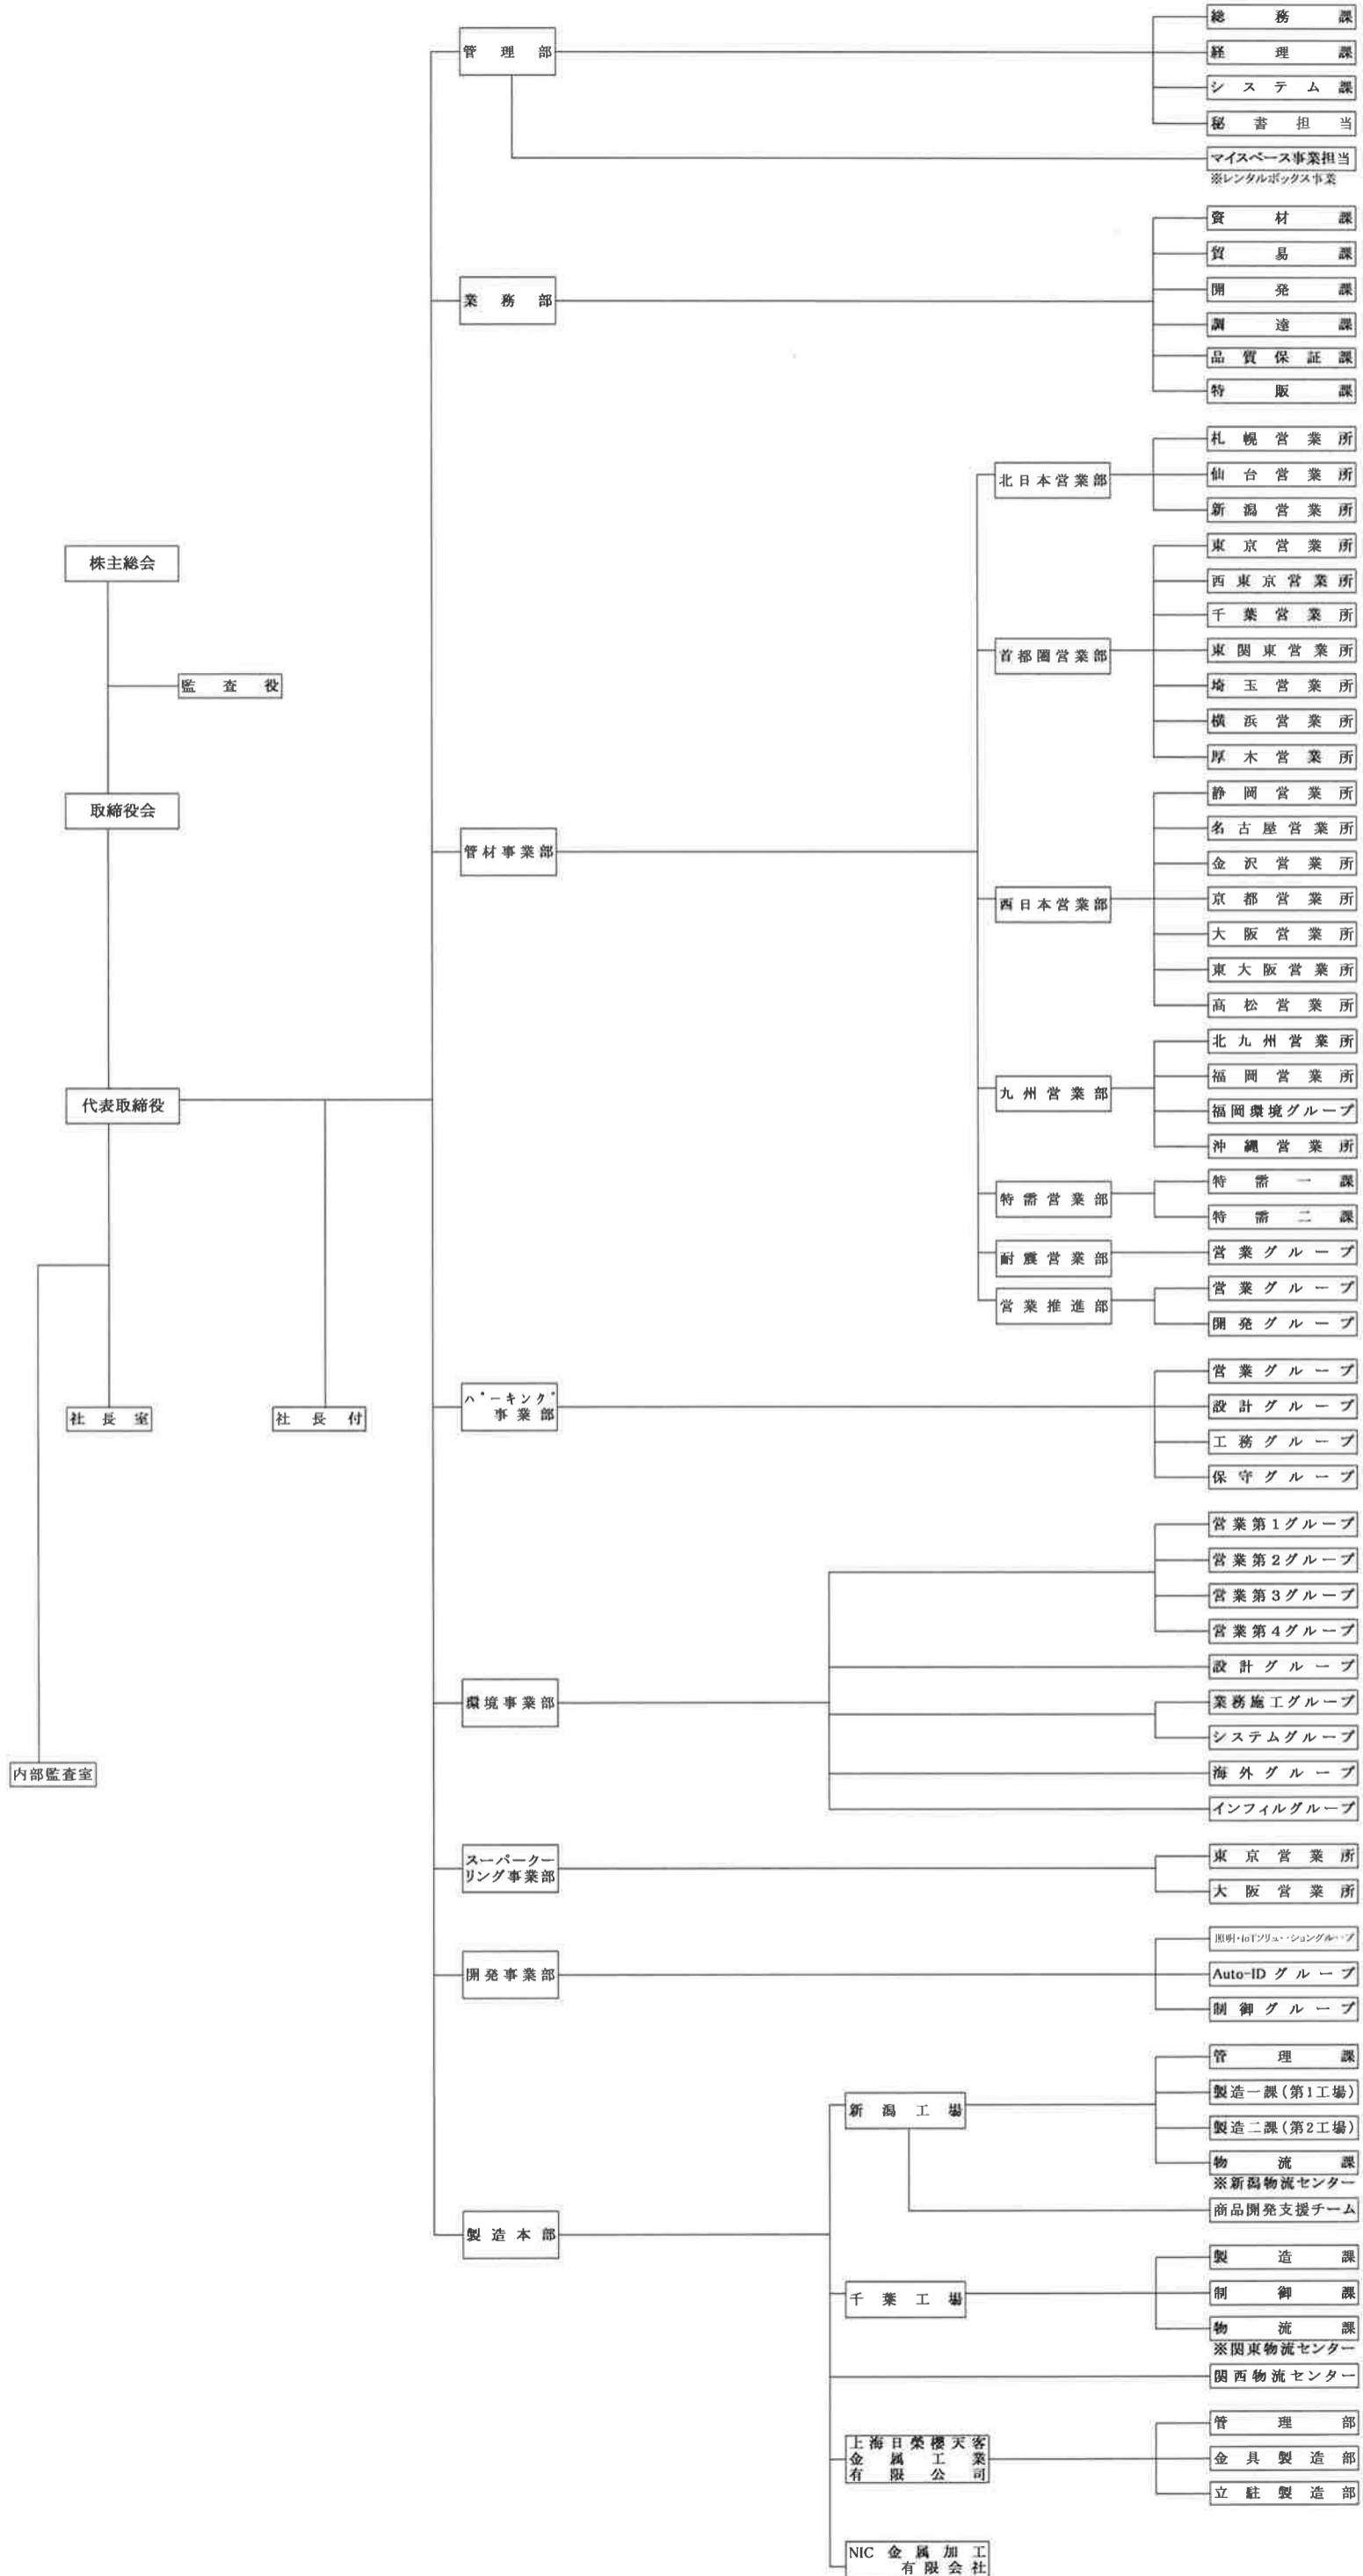 株主総会
監査役
取締役会
代表取締役
社長室
社長付
内部監査室
管理部
総務課
経理課
システム課
秘書担当
マイスペース事業担当
※レンタルボックス事業
業務部
資材課
貿易課
開発課
調達課
品質保証課
特販課
管材事業部
北日本営業部
札幌営業所
仙台営業所
新潟営業所
首都圏営業部
東京営業所
西東京営業所
千葉営業所
東関東営業所
埼玉営業所
横浜営業所
厚木営業所
西日本営業部
静岡営業所
名古屋営業所
金沢営業所
京都営業所
大阪営業所
東大阪営業所
高松営業所
九州営業部
北九州営業所
福岡営業所
福岡環境グループ
沖縄営業所
特需営業部
特需一課
特需二課
耐震営業部
営業グループ
営業推進部
営業グループ
開発グループ
パーキング
事業部
営業グループ
設計グループ
工務グループ
保守グループ
環境事業部
営業第1グループ
営業第2グループ
営業第3グループ
営業第4グループ
設計グループ
業務施工グループ
システムグループ
海外グループ
インフィルグループ
スーパークー
リング事業部
東京営業所
大阪営業所
開発事業部
照明・IoTソリューショングループ
Auto-IDグループ
制御グループ
製造本部
新潟工場
管理課
製造一課(第1工場)
製造二課(第2工場)
物流課
※新潟物流センター
商品開発支援チーム
千葉工場
製造課
制御課
物流課
※関東物流センター
関西物流センター
上海日榮櫻天客
金属工業
有限公司
管理部
金具製造部
立駐製造部
NIC金属加工
有限会社